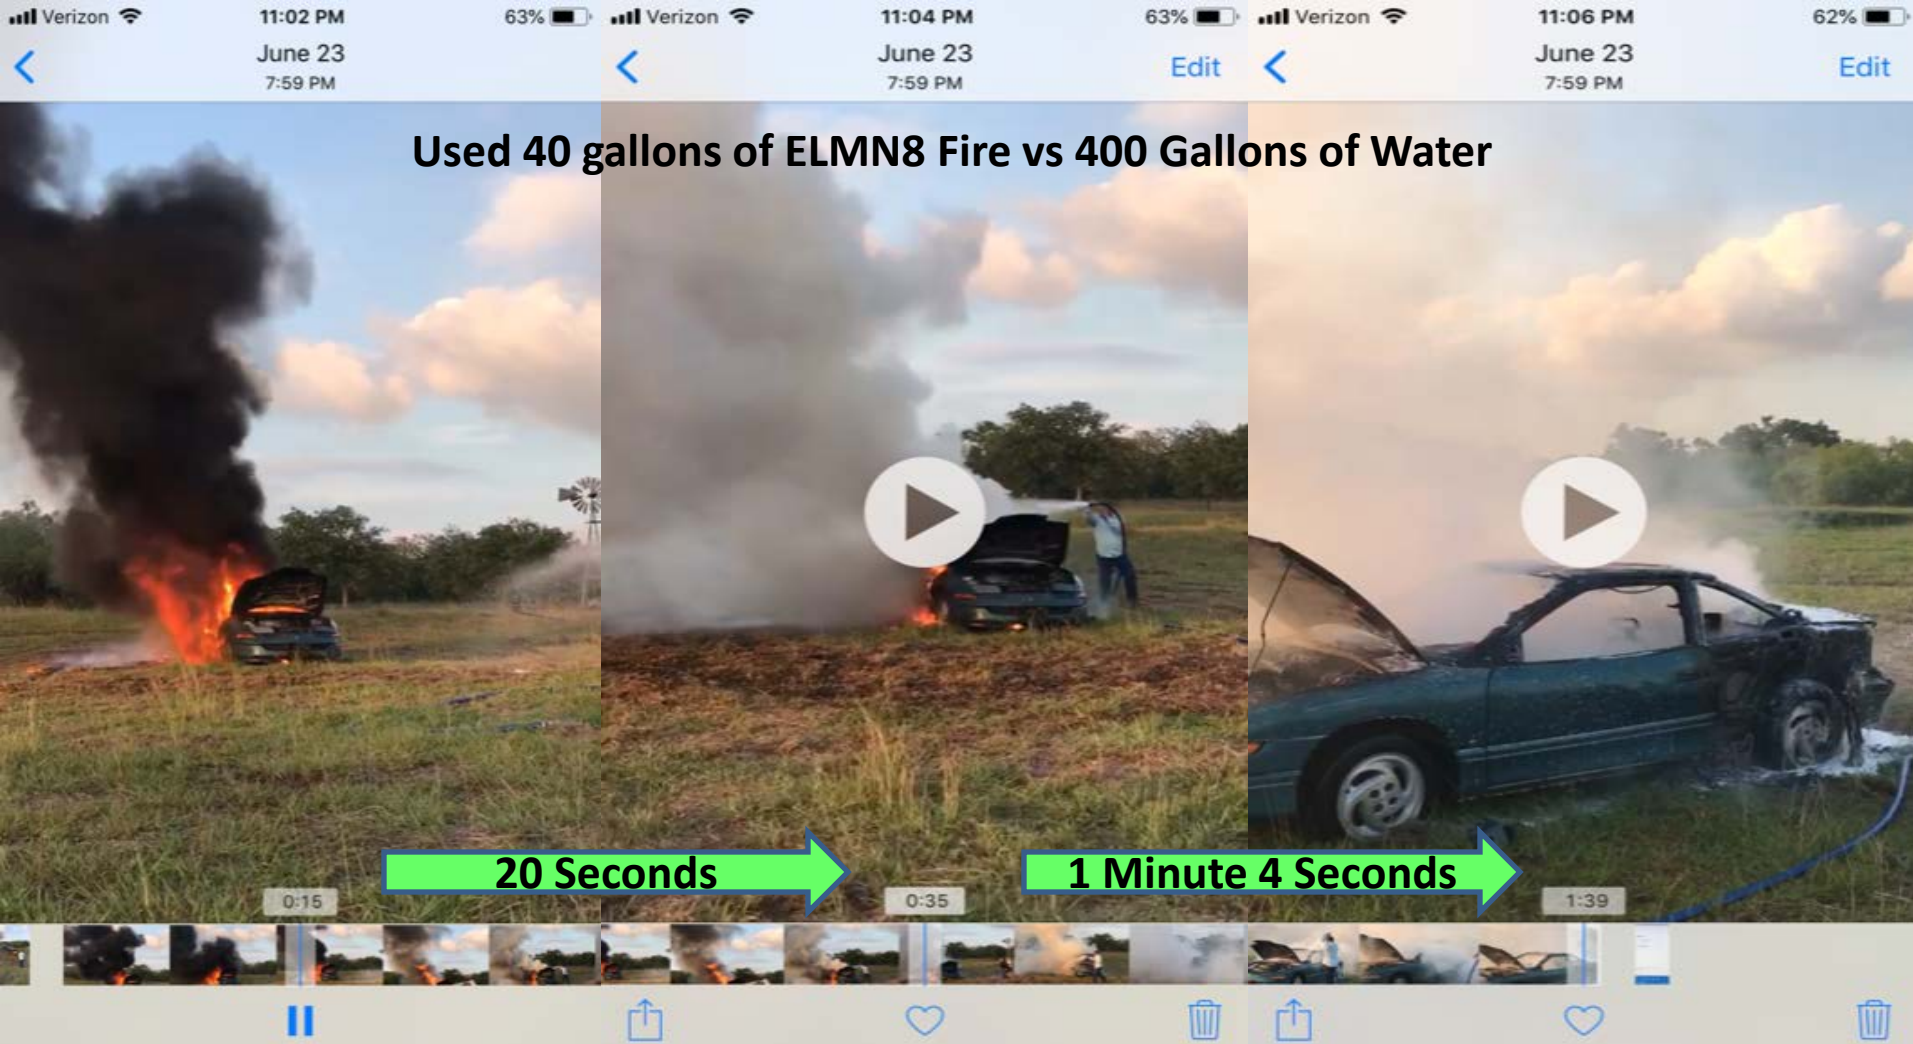 Verizon 11:02 PM 63%
June 23
7:59 PM
Verizon 11:04 PM 63%
June 23
7:59 PM
Edit
Verizon 11:06 PM 62%
June 23
7:59 PM
Edit
Used 40 gallons of ELMN8 Fire vs 400 Gallons of Water
20 Seconds
1 Minute 4 Seconds
0:15
0:35
1:39